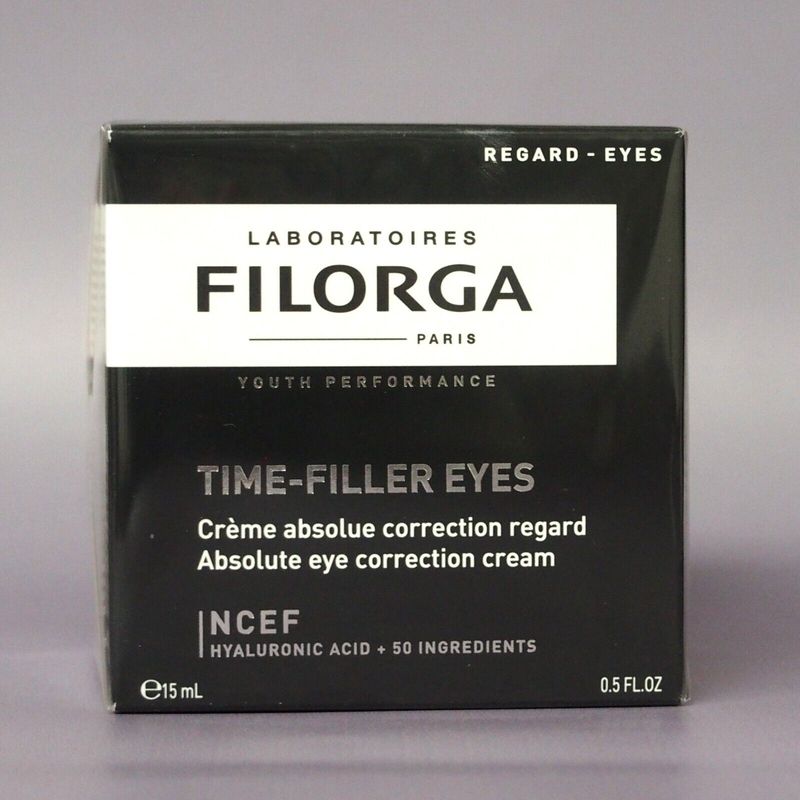 REGARD - EYES
LABORATOIRES
FILORGA
PARIS
YOUTH PERFORMANCE
TIME-FILLER EYES
Crème absolue correction regard
Absolute eye correction cream
NCEF
HYALURONIC ACID + 50 INGREDIENTS
℮15 mL
0.5 FL.OZ